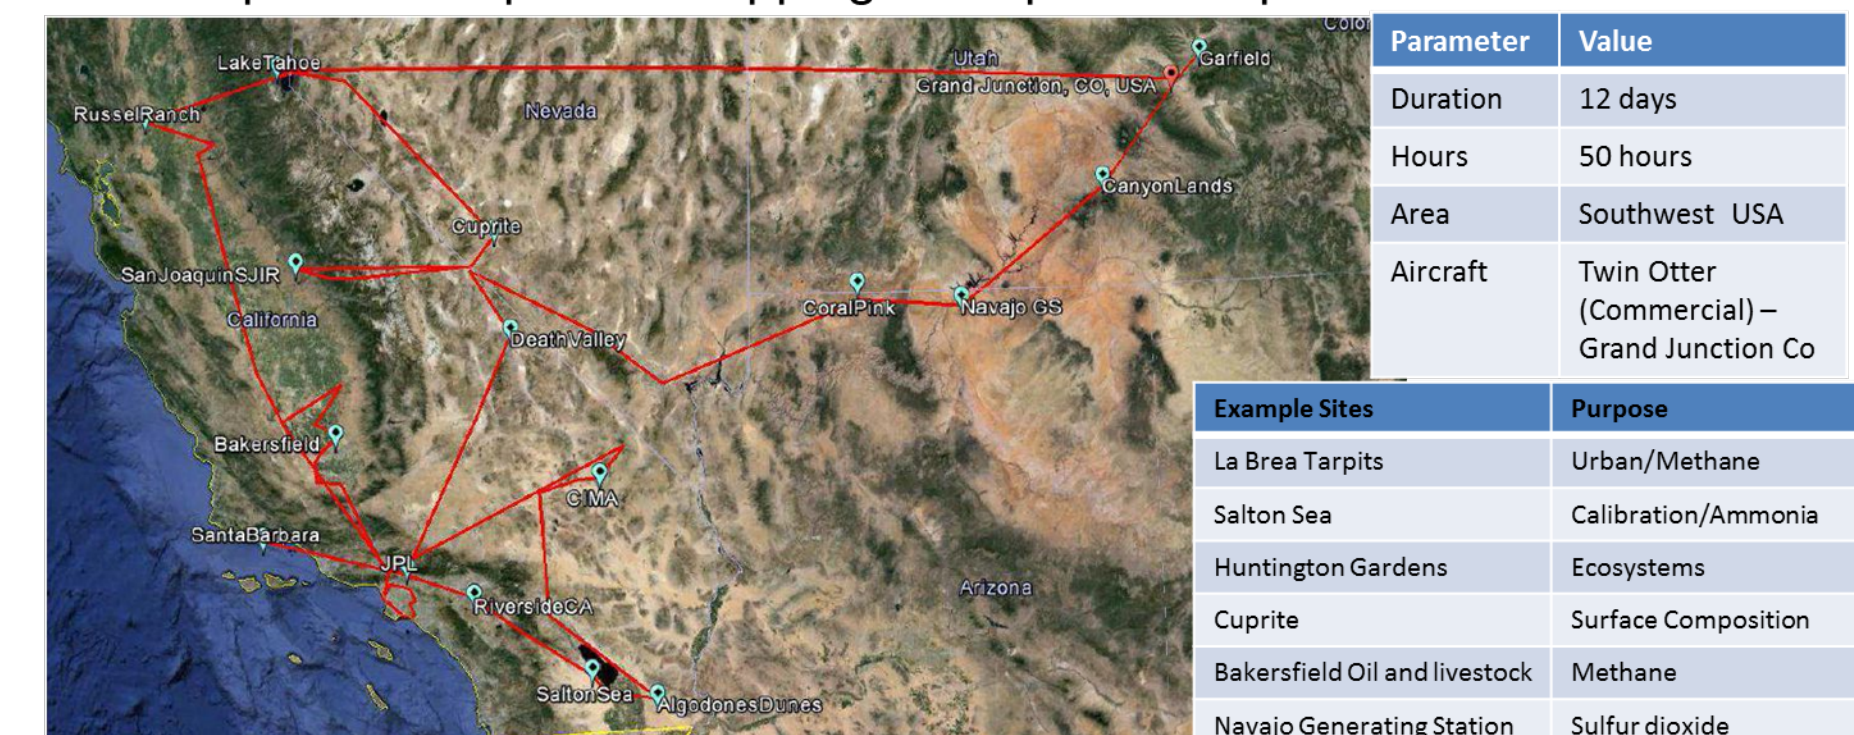 Colo
LakeTahoe
Utah
Garfield
Grand Junction, CO, USA
RusselRanch
Nevada
CanyonLands
Cuprite
SanJoaquinSJIR
CoralPink
Navajo GS
California
DeathValley
Bakersfield
CIMA
SantaBarbara
JPL
Arizona
RiversideCA
SaltonSea
AlgodonesDunes
Parameter Value
Duration 12 days
Hours 50 hours
Area Southwest USA
Aircraft Twin Otter
(Commercial) –
Grand Junction Co
Example Sites Purpose
La Brea Tarpits Urban/Methane
Salton Sea Calibration/Ammonia
Huntington Gardens Ecosystems
Cuprite Surface Composition
Bakersfield Oil and livestock Methane
Navajo Generating Station Sulfur dioxide